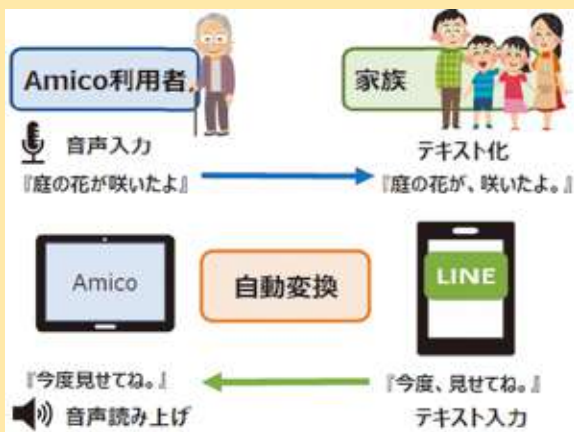 Amico利用者
家族
音声入力
テキスト化
『庭の花が咲いたよ』
『庭の花が、咲いたよ。』
Amico
自動変換
LINE
『今度見せてね。』
『今度、見せてね。』
音声読み上げ
テキスト入力